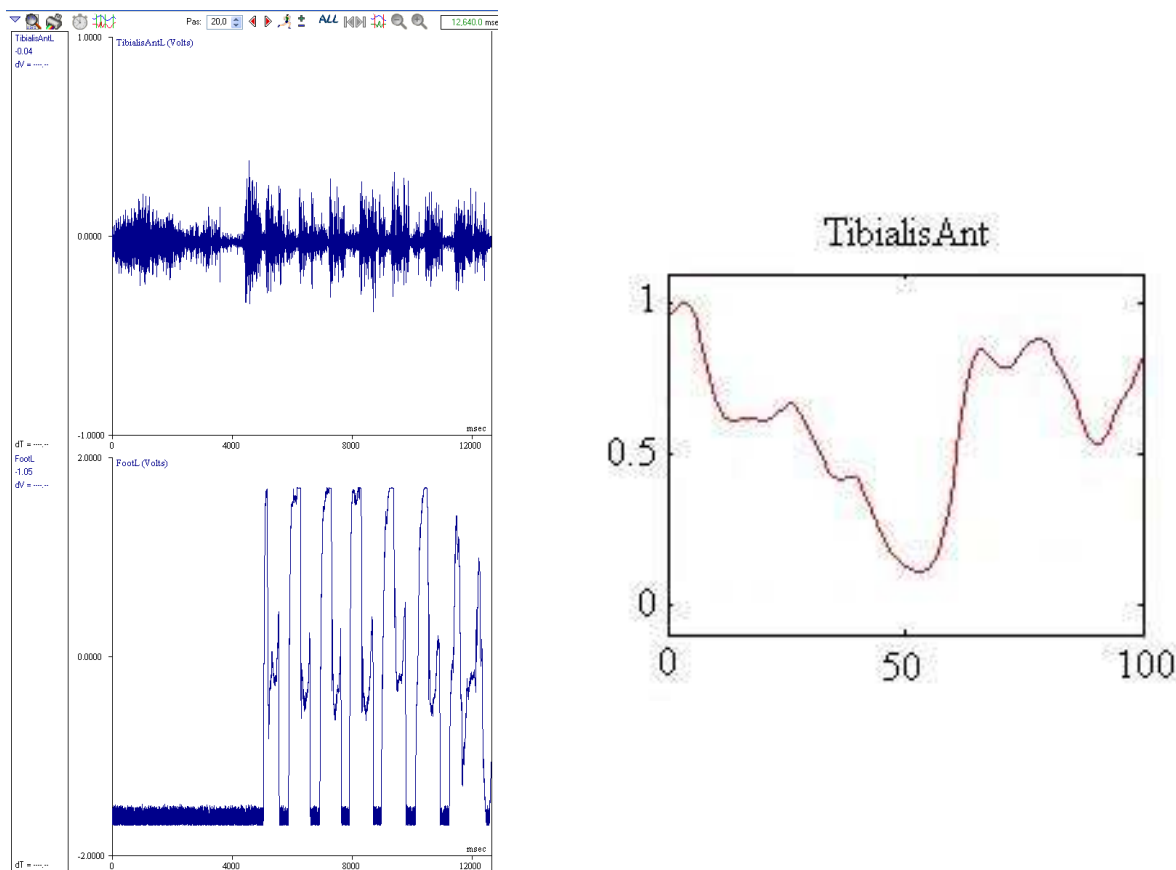 Pas: 20,0 ALL 12,640.0 mse
TibialisAntL
-0.04
dV = ----.--
1.0000
TibialisAntL (Volts)
0.0000
-1.0000
msec
dT = ----.--
0 4000 8000 12000
FootL
-1.05
dV = ----.--
2.0000
FootL (Volts)
0.0000
-2.0000
msec
dT = ----.--
0 4000 8000 12000
TibialisAnt
1
0.5
0
0 50 100